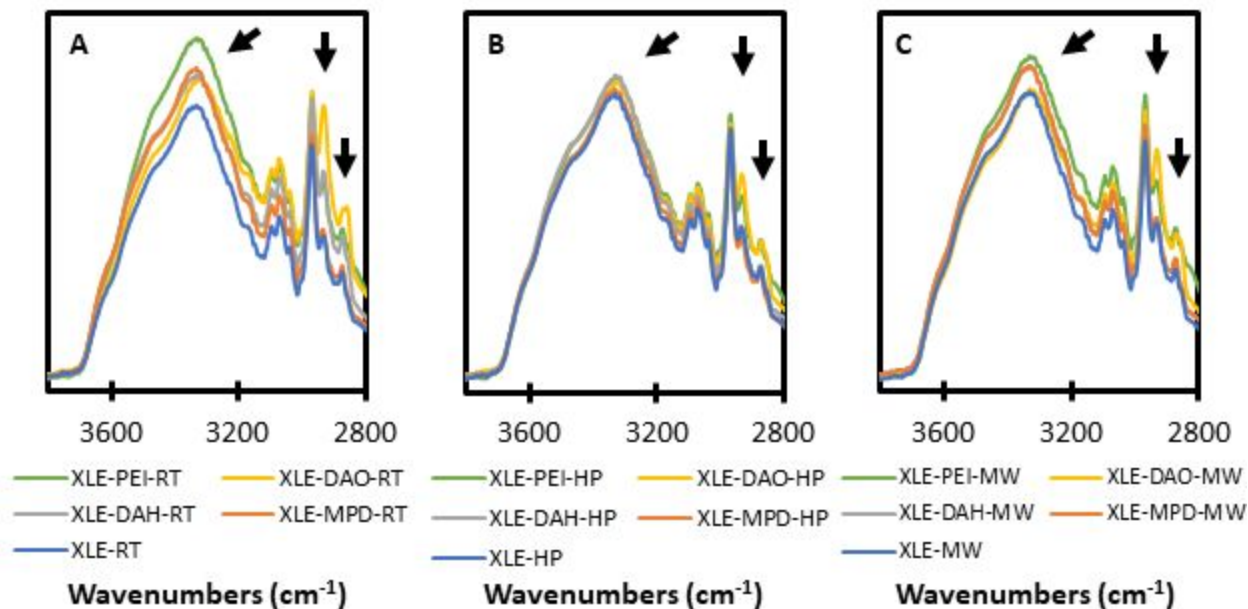 A
B
C
3600 3200 2800
3600 3200 2800
3600 3200 2800
XLE-PEI-RT XLE-DAO-RT
XLE-DAH-RT XLE-MPD-RT
XLE-RT
XLE-PEI-HP XLE-DAO-HP
XLE-DAH-HP XLE-MPD-HP
XLE-HP
XLE-PEI-MW XLE-DAO-MW
XLE-DAH-MW XLE-MPD-MW
XLE-MW
Wavenumbers (cm⁻¹)
Wavenumbers (cm⁻¹)
Wavenumbers (cm⁻¹)